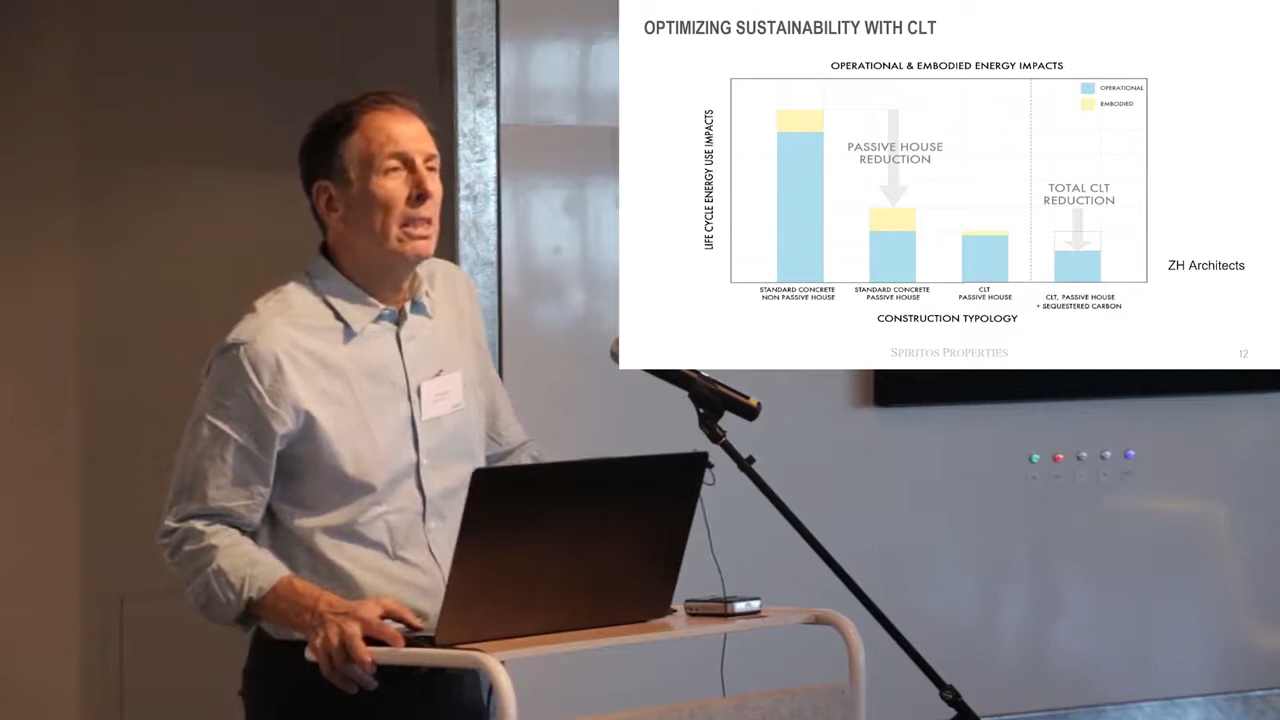 OPTIMIZING SUSTAINABILITY WITH CLT
OPERATIONAL & EMBODIED ENERGY IMPACTS
OPERATIONAL
EMBODIED
LIFE CYCLE ENERGY USE IMPACTS
PASSIVE HOUSE
REDUCTION
TOTAL CLT
REDUCTION
ZH Architects
STANDARD CONCRETE
NON PASSIVE HOUSE
STANDARD CONCRETE
PASSIVE HOUSE
CLT
PASSIVE HOUSE
CLT, PASSIVE HOUSE
+ SEQUESTERED CARBON
CONSTRUCTION TYPOLOGY
SPIRITOS PROPERTIES
12